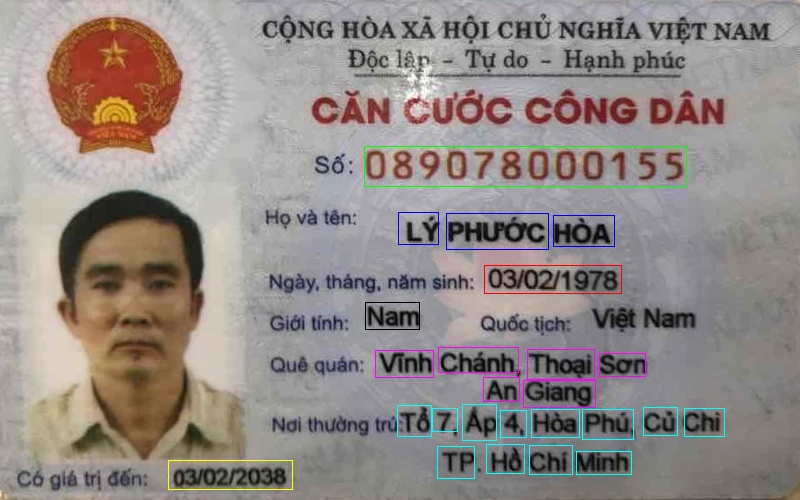 CỘNG HÒA XÃ HỘI CHỦ NGHĨA VIỆT NAM
Độc lập - Tự do - Hạnh phúc
CĂN CƯỚC CÔNG DÂN
Số: 089078000155
Họ và tên: LÝ PHƯỚC HÒA
Ngày, tháng, năm sinh: 03/02/1978
Giới tính: Nam Quốc tịch: Việt Nam
Quê quán: Vĩnh Chánh, Thoại Sơn
An Giang
Nơi thường trú: Tổ 7, Ấp 4, Hòa Phú, Củ Chi
TP. Hồ Chí Minh
Có giá trị đến: 03/02/2038